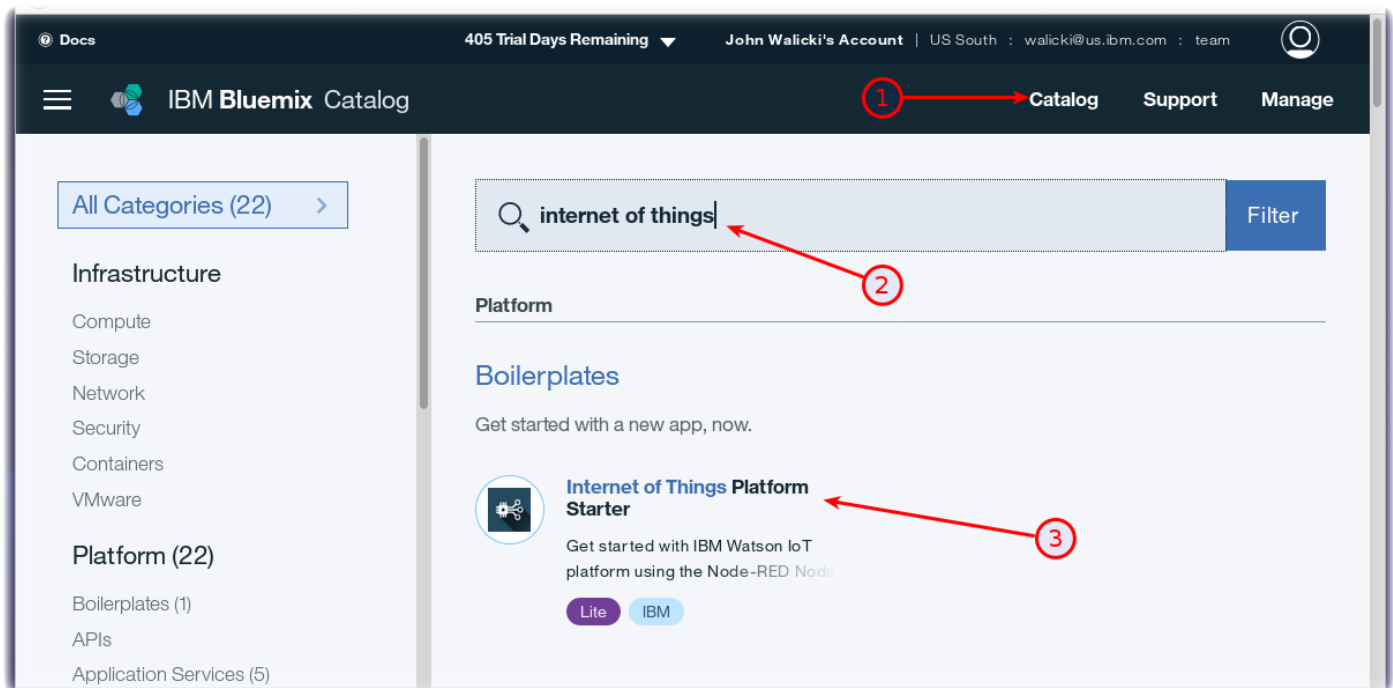 Docs
405 Trial Days Remaining
John Walicki's Account | US South : walicki@us.ibm.com : team
IBM Bluemix Catalog
1
Catalog
Support
Manage
All Categories (22)
Infrastructure
Compute
Storage
Network
Security
Containers
VMware
Platform (22)
Boilerplates (1)
APIs
Application Services (5)
internet of things
Filter
2
Platform
Boilerplates
Get started with a new app, now.
Internet of Things Platform
Starter
3
Get started with IBM Watson IoT
platform using the Node-RED Node
Lite
IBM